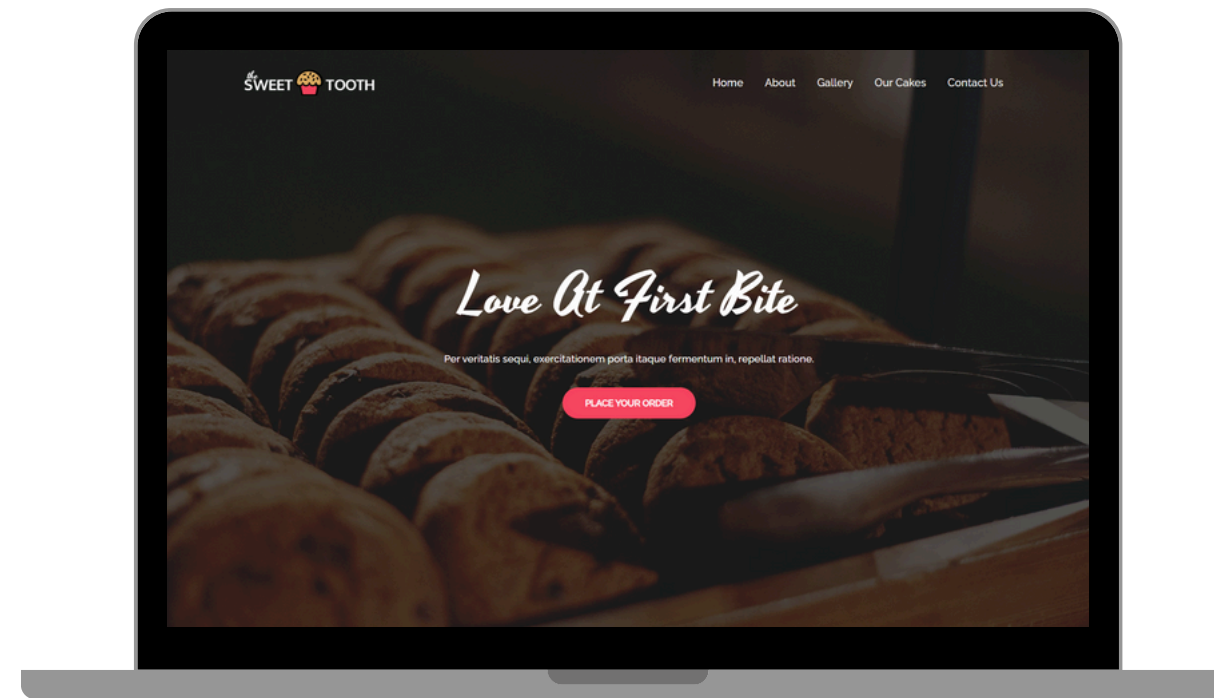 the
SWEET TOOTH
Home About Gallery Our Cakes Contact Us
Love At First Bite
Per veritatis sequi, exercitationem porta itaque fermentum in, repellat ratione.
PLACE YOUR ORDER